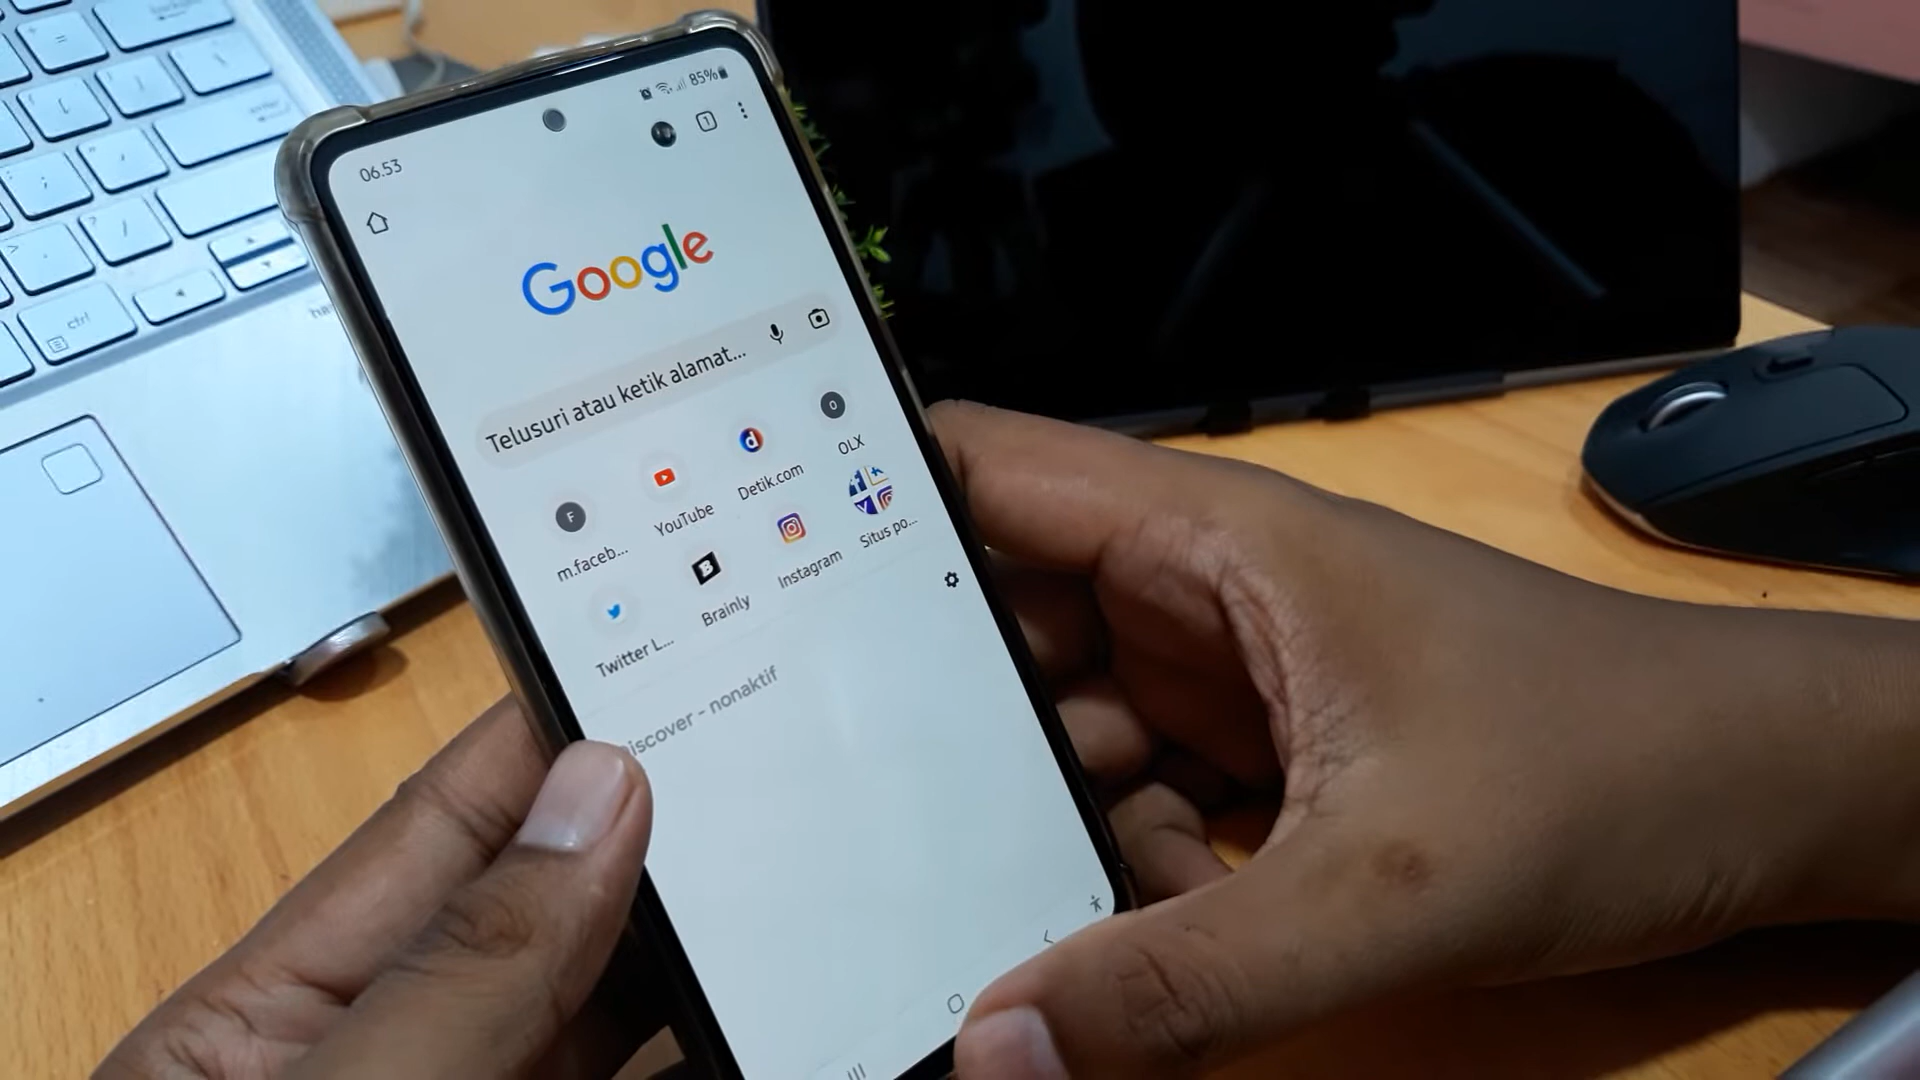 85%
1
06.53
Google
Telusuri atau ketik alamat...
F
m.faceb...
YouTube
d
Detik.com
O
OLX
Twitter L...
B
Brainly
Instagram
Situs po...
iscover - nonaktif
ctrl